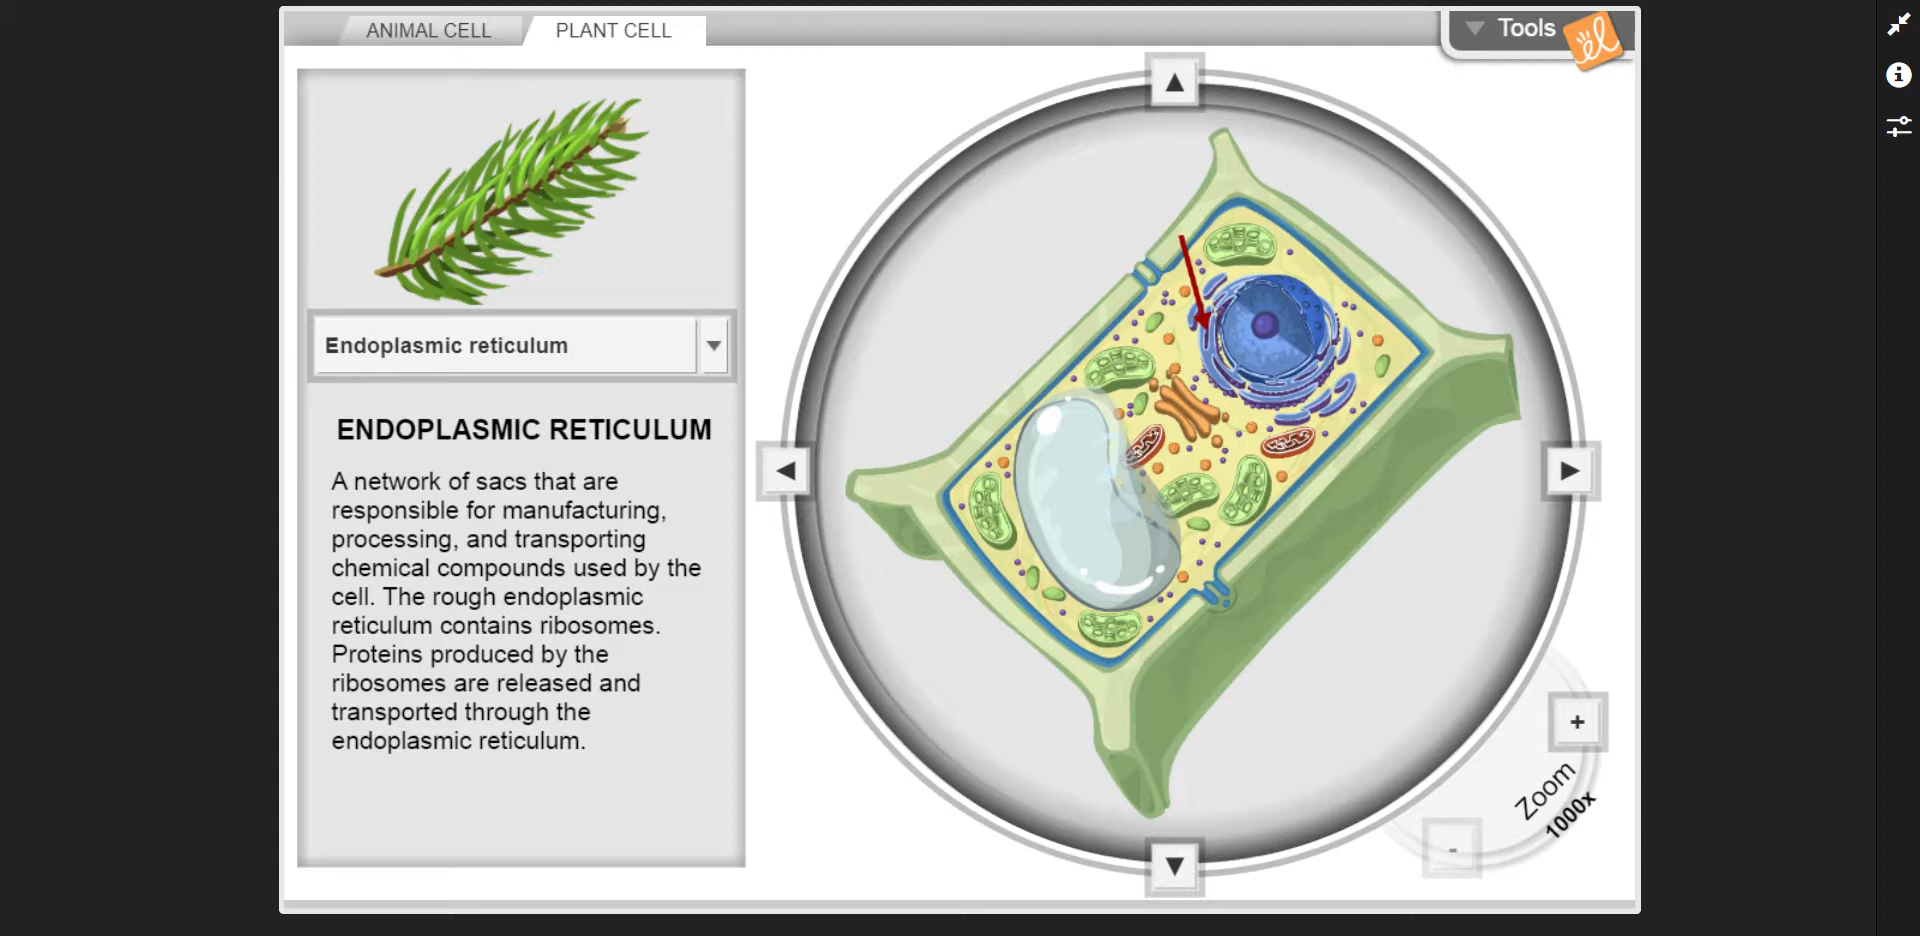 ANIMAL CELL
PLANT CELL
Tools
el
Endoplasmic reticulum
ENDOPLASMIC RETICULUM
A network of sacs that are
responsible for manufacturing,
processing, and transporting
chemical compounds used by the
cell. The rough endoplasmic
reticulum contains ribosomes.
Proteins produced by the
ribosomes are released and
transported through the
endoplasmic reticulum.
+
Zoom
1000x
-